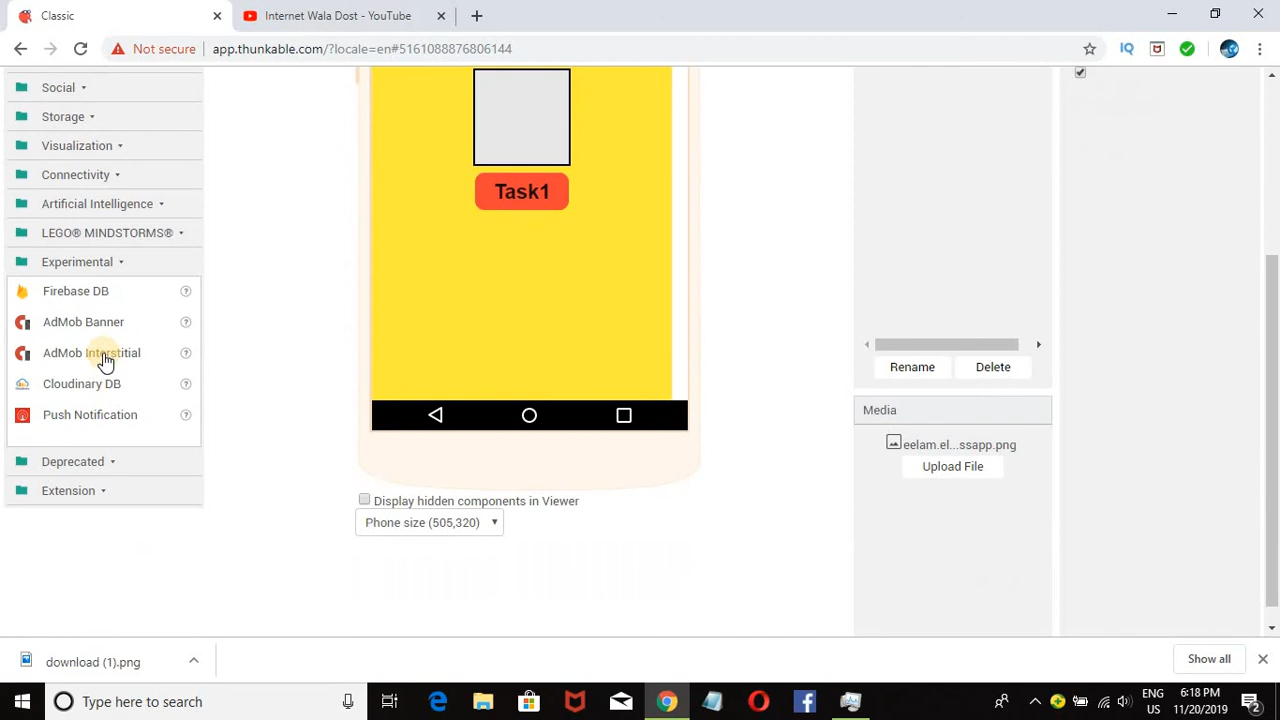 Classic
Internet Wala Dost - YouTube
Not secure
app.thunkable.com/?locale=en#5161088876806144
IQ
Social
Storage
Visualization
Connectivity
Artificial Intelligence
LEGO® MINDSTORMS®
Experimental
Firebase DB
AdMob Banner
AdMob Interstitial
Cloudinary DB
Push Notification
Deprecated
Extension
Task1
Display hidden components in Viewer
Phone size (505,320)
Rename
Delete
Media
eelam.el...ssapp.png
Upload File
download (1).png
Show all
Type here to search
ENG
US
6:18 PM
11/20/2019
2